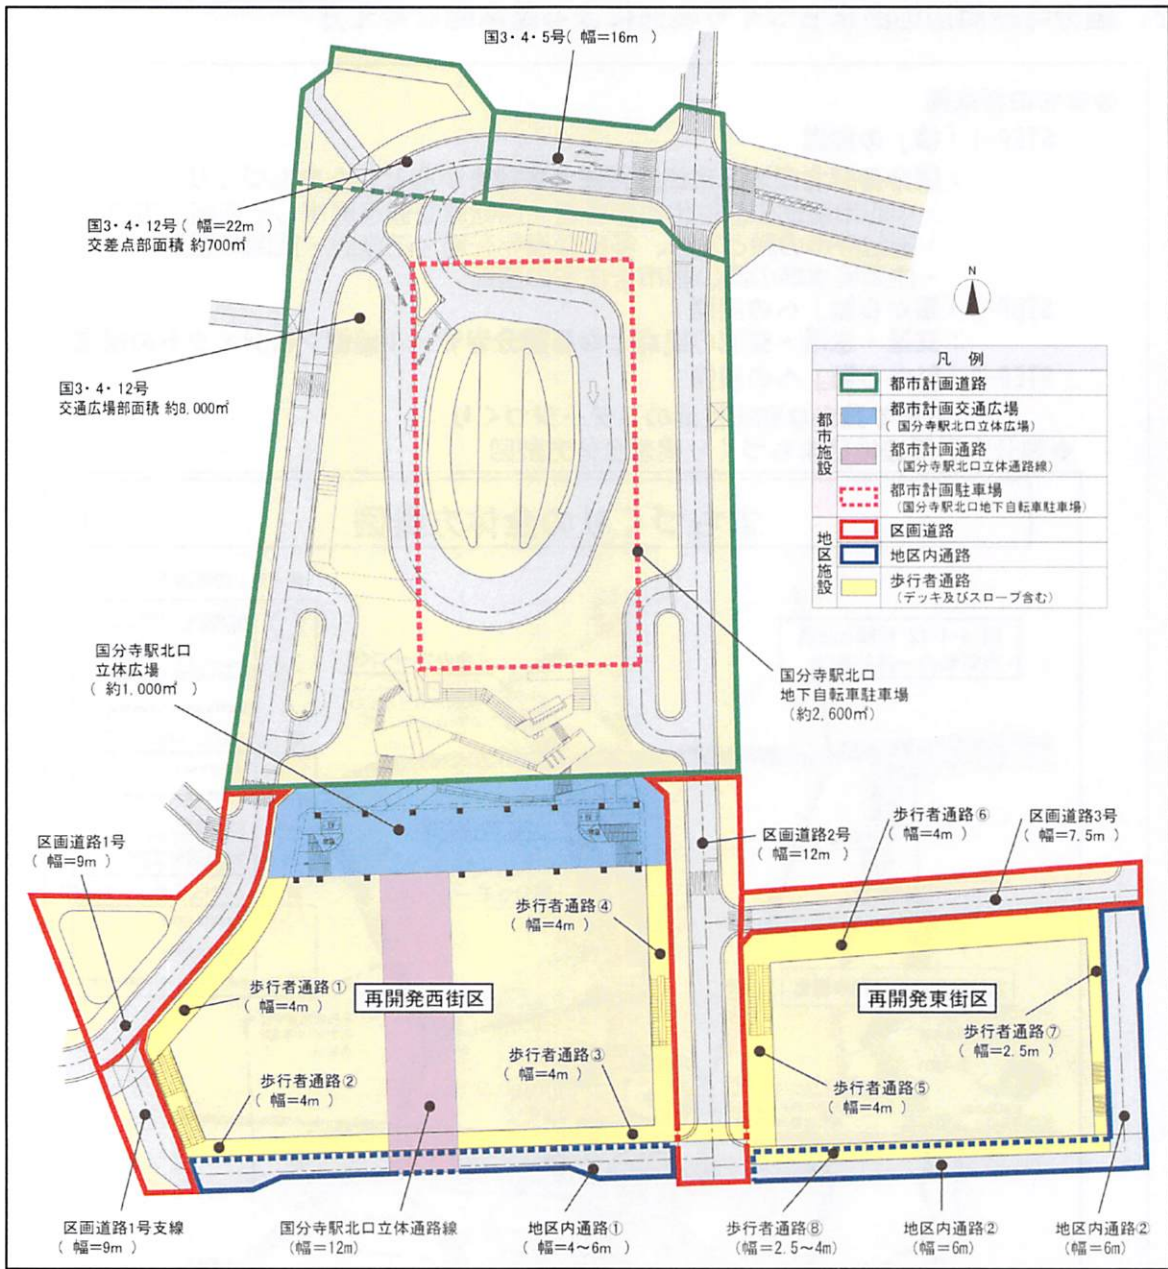 国3・4・5号( 幅=16m )
国3・4・12号( 幅=22m )
交差点部面積 約700㎡
N
国3・4・12号
交通広場部面積 約8,000㎡
凡 例
都市施設
都市計画道路
都市計画交通広場
( 国分寺駅北口立体広場)
都市計画通路
(国分寺駅北口立体通路線)
都市計画駐車場
(国分寺駅北口地下自転車駐車場)
地区施設
区画道路
地区内通路
歩行者通路
(デッキ及びスロープ含む)
国分寺駅北口
立体広場
( 約1,000㎡ )
国分寺駅北口
地下自転車駐車場
(約2,600㎡)
区画道路1号
( 幅=9m )
区画道路2号
( 幅=12m )
歩行者通路⑥
( 幅=4m )
区画道路3号
( 幅=7.5m )
歩行者通路④
( 幅=4m )
歩行者通路①
( 幅=4m )
再開発西街区
再開発東街区
歩行者通路⑦
( 幅=2.5m )
歩行者通路②
( 幅=4m )
歩行者通路③
( 幅=4m )
歩行者通路⑤
( 幅=4m )
区画道路1号支線
( 幅=9m )
国分寺駅北口立体通路線
(幅=12m)
地区内通路①
( 幅=4〜6m )
歩行者通路⑧
(幅=2.5〜4m)
地区内通路②
(幅=6m)
地区内通路②
(幅=6m)